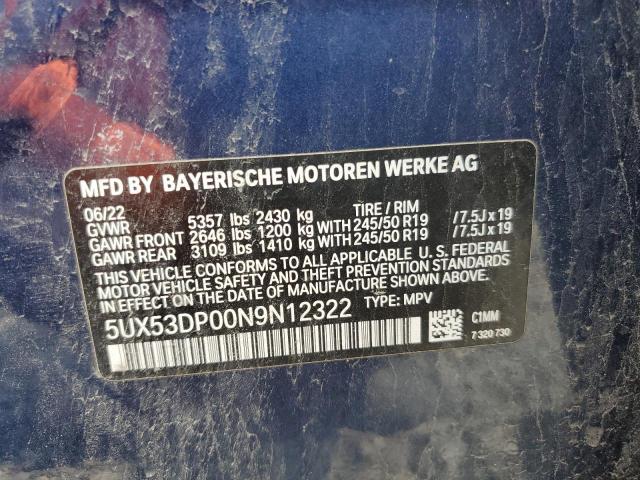 MFD BY BAYERISCHE MOTOREN WERKE AG
06/22 TIRE / RIM
GVWR 5357 lbs 2430 kg
GAWR FRONT 2646 lbs 1200 kg WITH 245/50 R19 /7.5J x 19
GAWR REAR 3109 lbs 1410 kg WITH 245/50 R19 /7.5J x 19
THIS VEHICLE CONFORMS TO ALL APPLICABLE U. S. FEDERAL
MOTOR VEHICLE SAFETY AND THEFT PREVENTION STANDARDS
IN EFFECT ON THE DATE OF MANUFACTURE SHOWN ABOVE.
5UX53DP00N9N12322 TYPE: MPV
C1MM
7 320 730